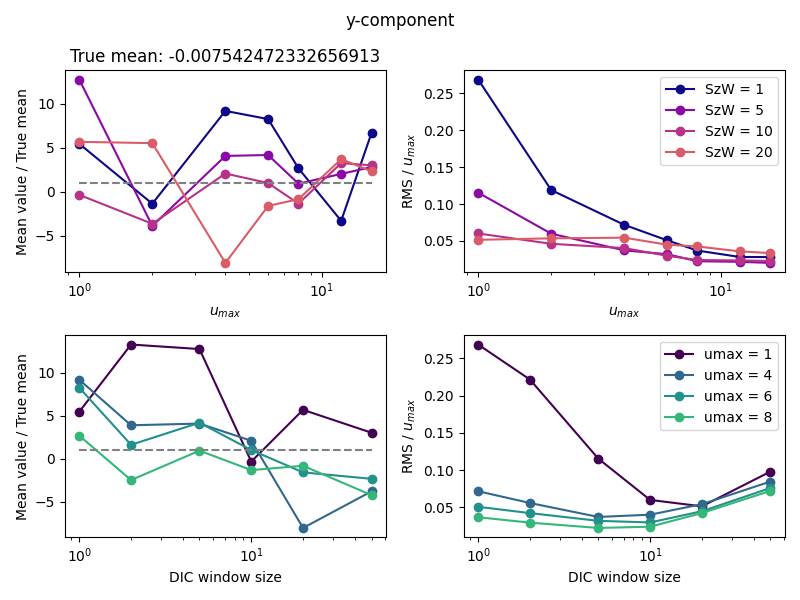 y-component
True mean: -0.007542472332656913
Mean value / True mean
10
5
0
−5
10⁰
10¹
u_max
RMS / u_max
0.25
0.20
0.15
0.10
0.05
SzW = 1
SzW = 5
SzW = 10
SzW = 20
10⁰
10¹
u_max
Mean value / True mean
10
5
0
−5
10⁰
10¹
DIC window size
RMS / u_max
0.25
0.20
0.15
0.10
0.05
umax = 1
umax = 4
umax = 6
umax = 8
10⁰
10¹
DIC window size